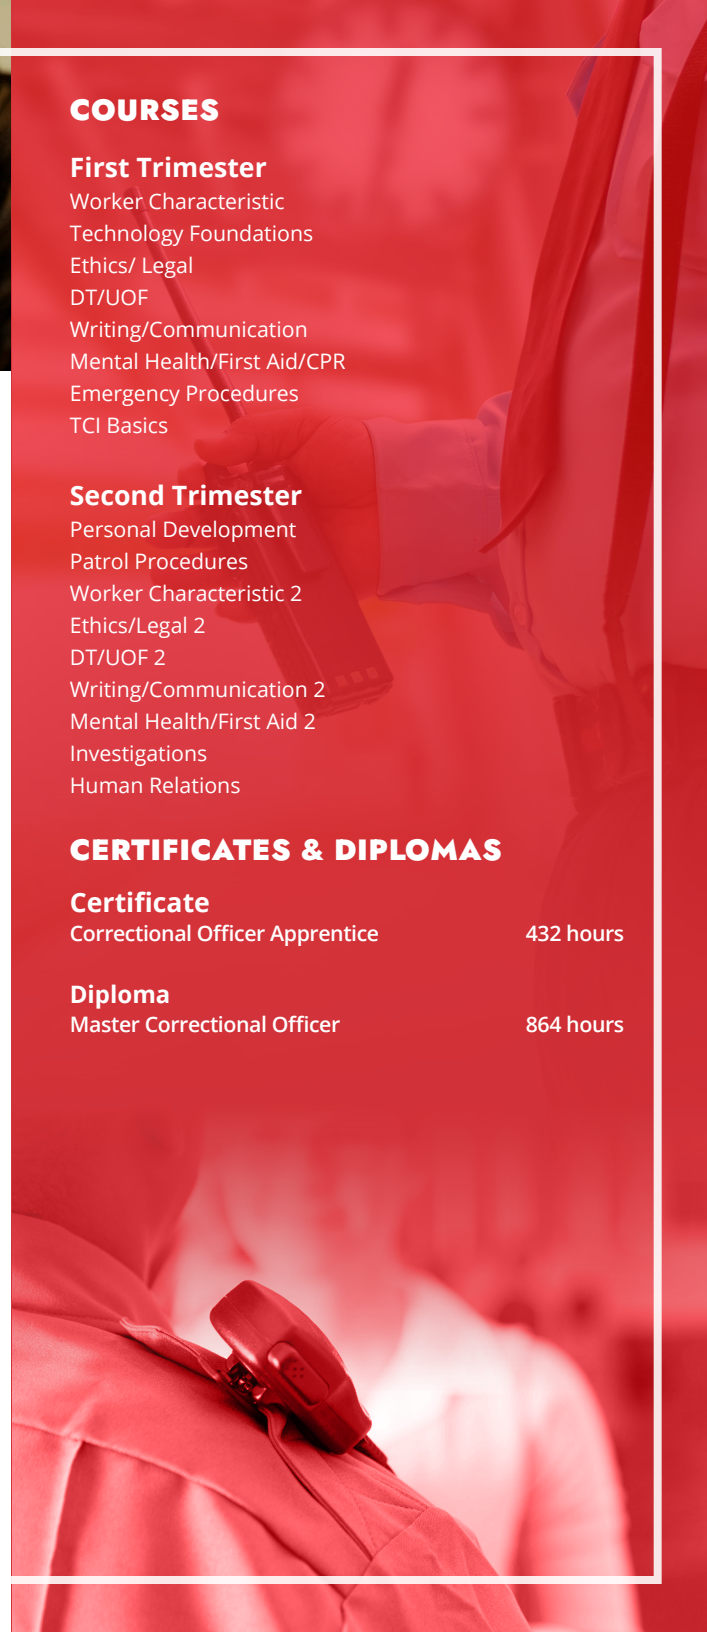 COURSES
First Trimester
Worker Characteristic
Technology Foundations
Ethics/ Legal
DT/UOF
Writing/Communication
Mental Health/First Aid/CPR
Emergency Procedures
TCI Basics
Second Trimester
Personal Development
Patrol Procedures
Worker Characteristic 2
Ethics/Legal 2
DT/UOF 2
Writing/Communication 2
Mental Health/First Aid 2
Investigations
Human Relations
CERTIFICATES & DIPLOMAS
Certificate
Correctional Officer Apprentice 432 hours
Diploma
Master Correctional Officer 864 hours